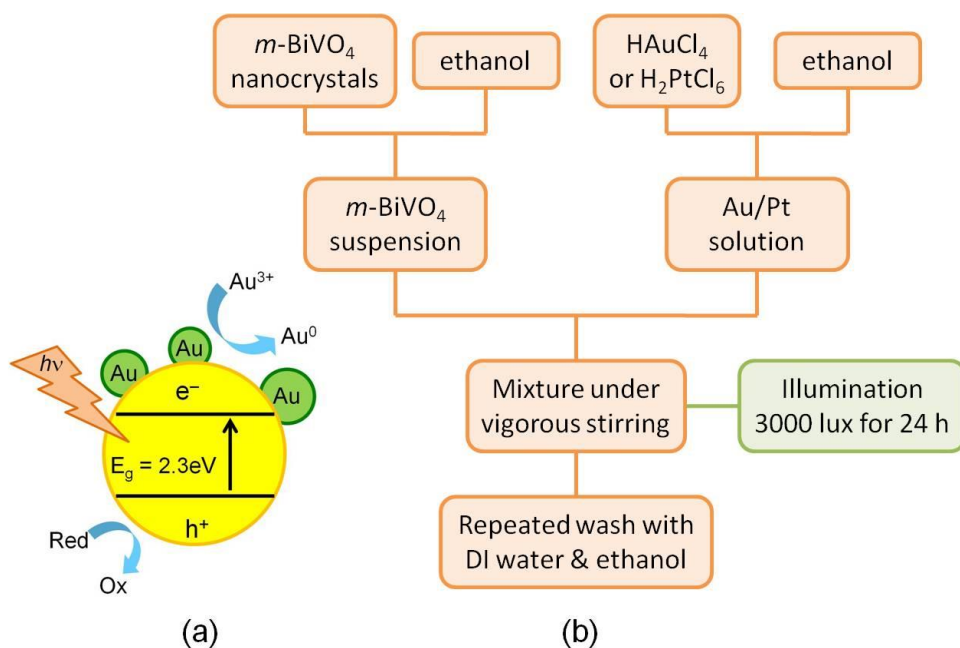 m-BiVO₄
nanocrystals
ethanol
HAuCl₄
or H₂PtCl₆
ethanol
m-BiVO₄
suspension
Au/Pt
solution
Au³⁺
Au⁰
hν
Au
Au
Au
e⁻
E_g = 2.3eV
h⁺
Red
Ox
Mixture under
vigorous stirring
Illumination
3000 lux for 24 h
Repeated wash with
DI water & ethanol
(a)
(b)